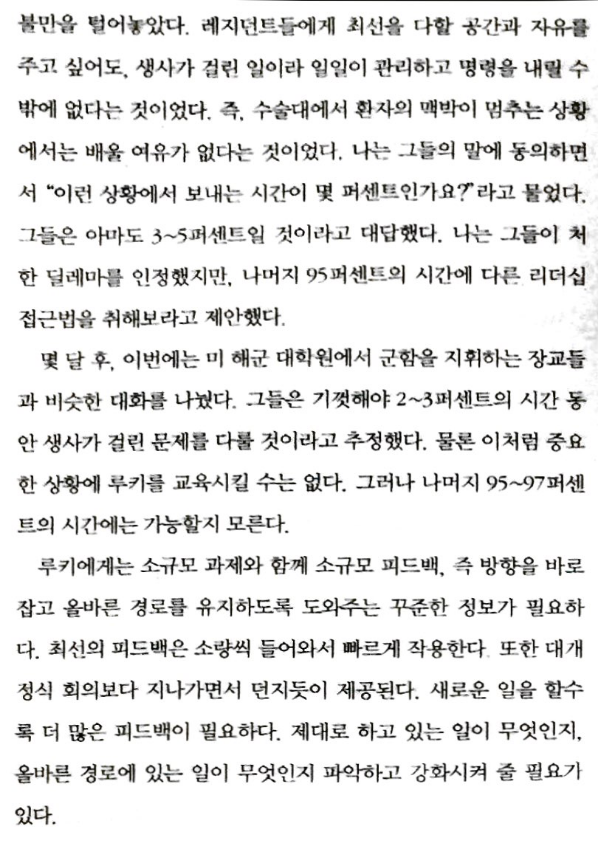 불만을 털어놓았다. 레지던트들에게 최선을 다할 공간과 자유를
주고 싶어도, 생사가 걸린 일이라 일일이 관리하고 명령을 내릴 수
밖에 없다는 것이었다. 즉, 수술대에서 환자의 맥박이 멈추는 상황
에서는 배울 여유가 없다는 것이었다. 나는 그들의 말에 동의하면
서 “이런 상황에서 보내는 시간이 몇 퍼센트인가요?”라고 물었다.
그들은 아마도 3~5퍼센트일 것이라고 대답했다. 나는 그들이 처
한 딜레마를 인정했지만, 나머지 95퍼센트의 시간에 다른 리더십
접근법을 취해보라고 제안했다.
몇 달 후, 이번에는 미 해군 대학원에서 군함을 지휘하는 장교들
과 비슷한 대화를 나눴다. 그들은 기껏해야 2~3퍼센트의 시간 동
안 생사가 걸린 문제를 다룰 것이라고 추정했다. 물론 이처럼 중요
한 상황에 루키를 교육시킬 수는 없다. 그러나 나머지 95~97퍼센
트의 시간에는 가능할지 모른다.
루키에게는 소규모 과제와 함께 소규모 피드백, 즉 방향을 바로
잡고 올바른 경로를 유지하도록 도와주는 꾸준한 정보가 필요하
다. 최선의 피드백은 소량씩 들어와서 빠르게 작용한다. 또한 대개
정식 회의보다 지나가면서 던지듯이 제공된다. 새로운 일을 할수
록 더 많은 피드백이 필요하다. 제대로 하고 있는 일이 무엇인지,
올바른 경로에 있는 일이 무엇인지 파악하고 강화시켜 줄 필요가
있다.